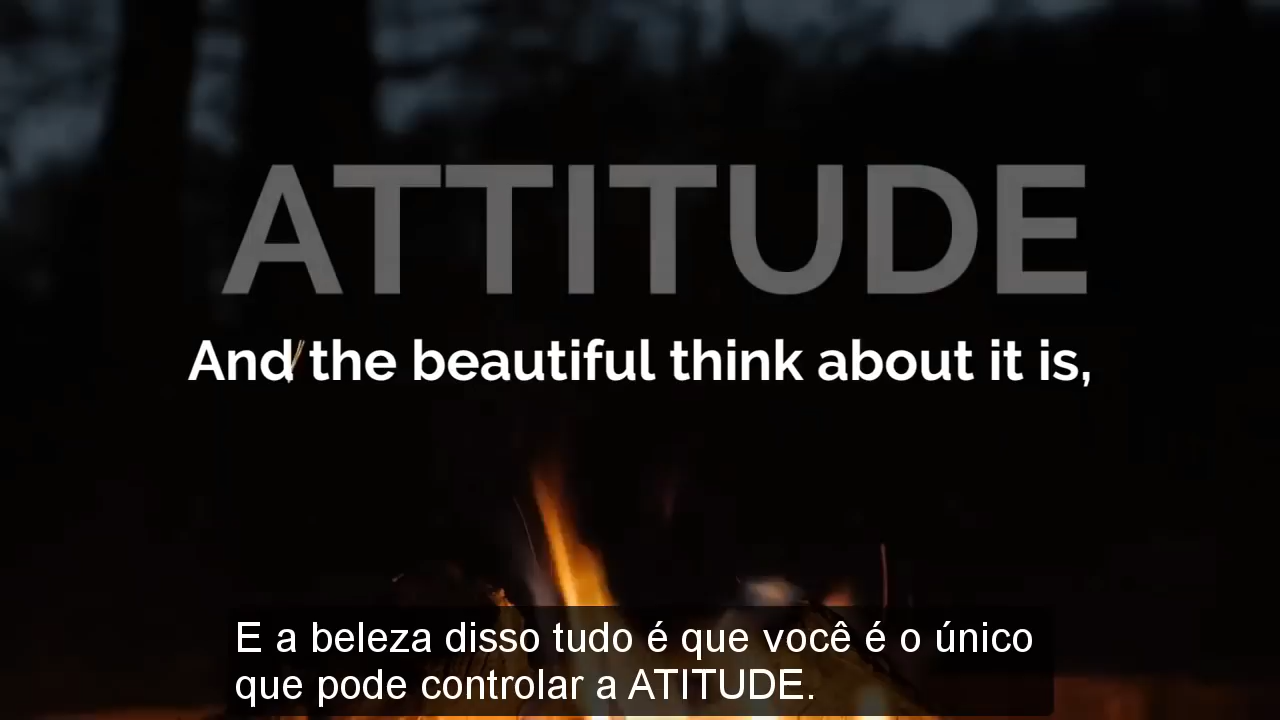 ATTITUDE
And the beautiful think about it is,
E a beleza disso tudo é que você é o único
que pode controlar a ATITUDE.